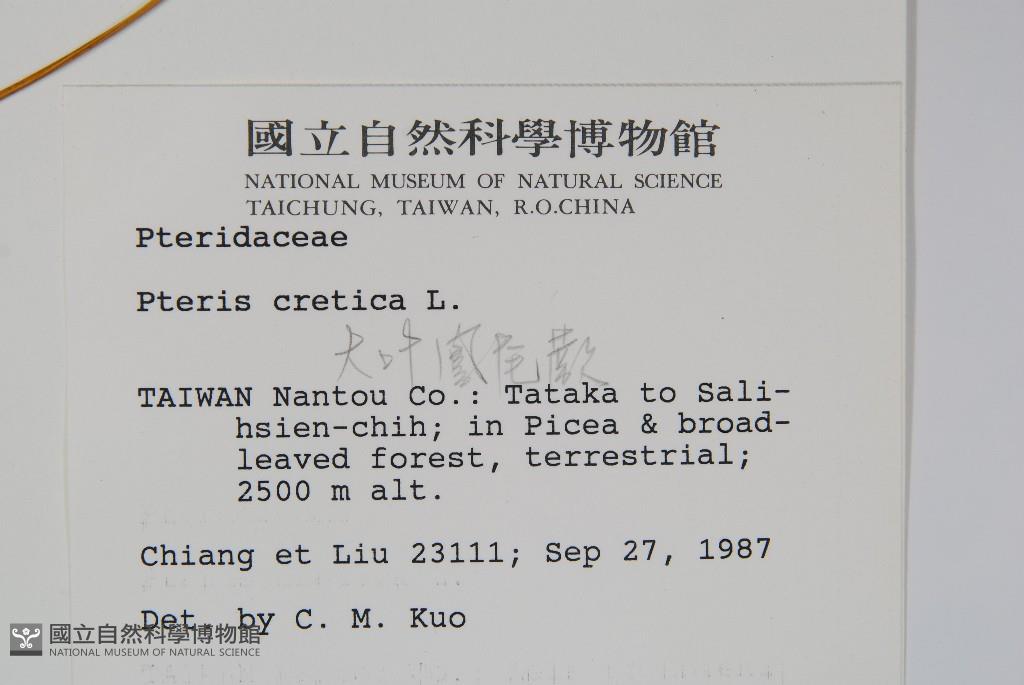 國立自然科學博物館
NATIONAL MUSEUM OF NATURAL SCIENCE
TAICHUNG, TAIWAN, R.O.CHINA
Pteridaceae
Pteris cretica L.
大叶鳳尾蕨
TAIWAN Nantou Co.: Tataka to Sali-
hsien-chih; in Picea & broad-
leaved forest, terrestrial;
2500 m alt.
Chiang et Liu 23111; Sep 27, 1987
Det. by C. M. Kuo
國立自然科學博物館
NATIONAL MUSEUM OF NATURAL SCIENCE